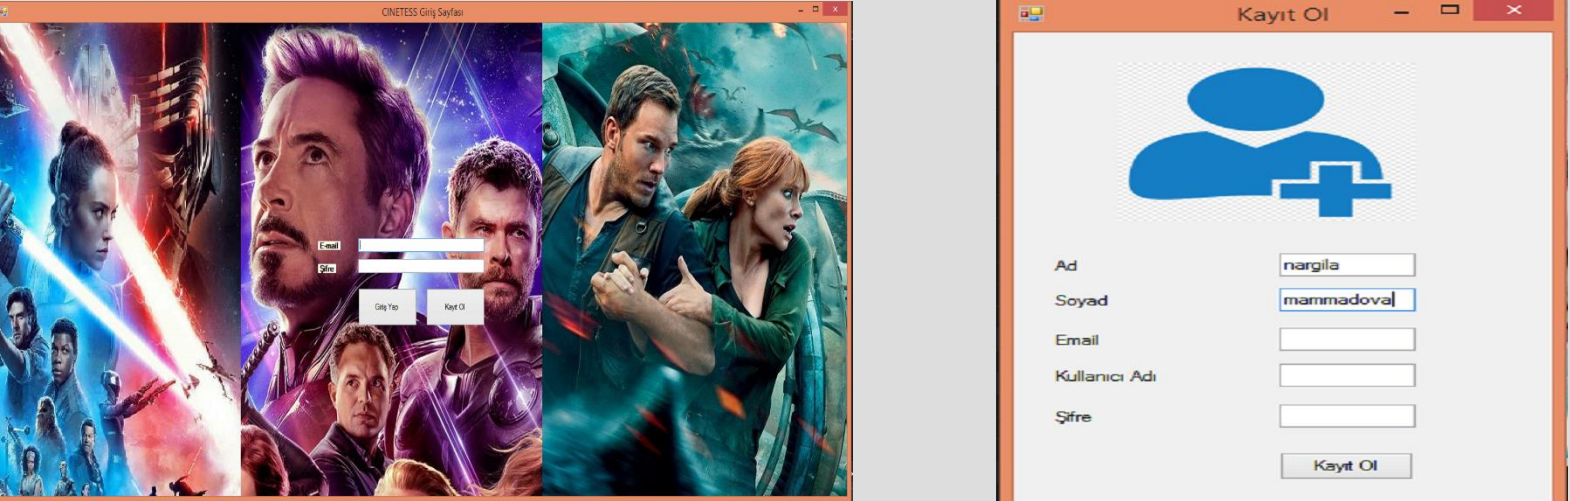 CINETESS Giriş Sayfası
E-mail
Şifre
Giriş Yap
Kayıt Ol
Kayıt Ol
Ad
nargila
Soyad
mammadova
Email
Kullanıcı Adı
Şifre
Kayıt Ol